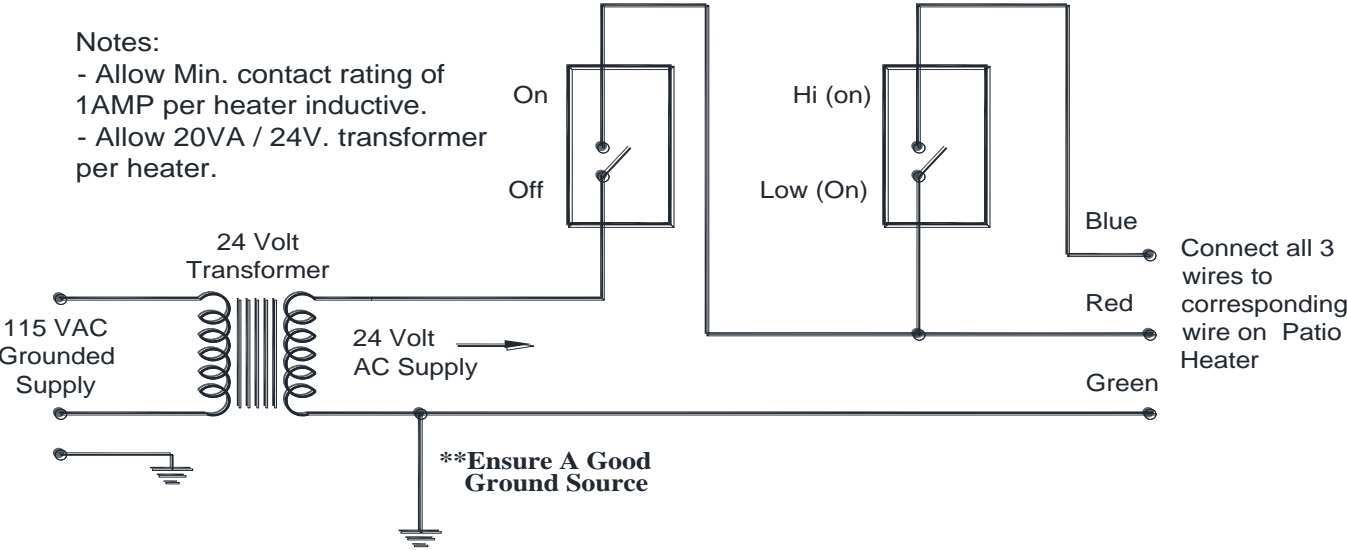 Notes:
- Allow Min. contact rating of
1AMP per heater inductive.
- Allow 20VA / 24V. transformer
per heater.
On
Off
Hi (on)
Low (On)
24 Volt
Transformer
115 VAC
Grounded
Supply
24 Volt
AC Supply
**Ensure A Good
Ground Source
Blue
Red
Green
Connect all 3
wires to
corresponding
wire on Patio
Heater